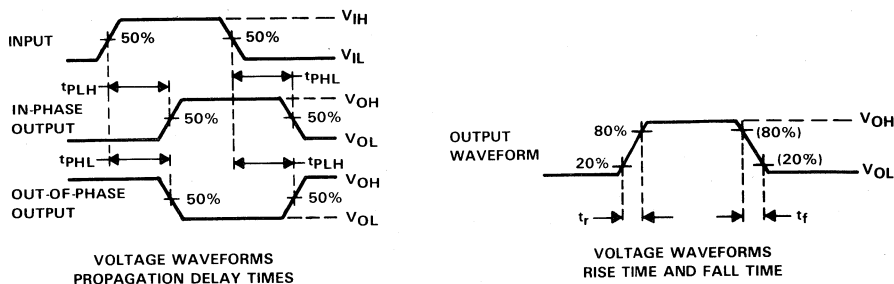 INPUT
50%
50%
VIH
VIL
tPLH
tPHL
IN-PHASE
OUTPUT
50%
50%
VOH
VOL
tPHL
tPLH
OUT-OF-PHASE
OUTPUT
50%
50%
VOH
VOL
VOLTAGE WAVEFORMS
PROPAGATION DELAY TIMES
OUTPUT
WAVEFORM
80%
20%
(80%)
(20%)
VOH
VOL
tr
tf
VOLTAGE WAVEFORMS
RISE TIME AND FALL TIME